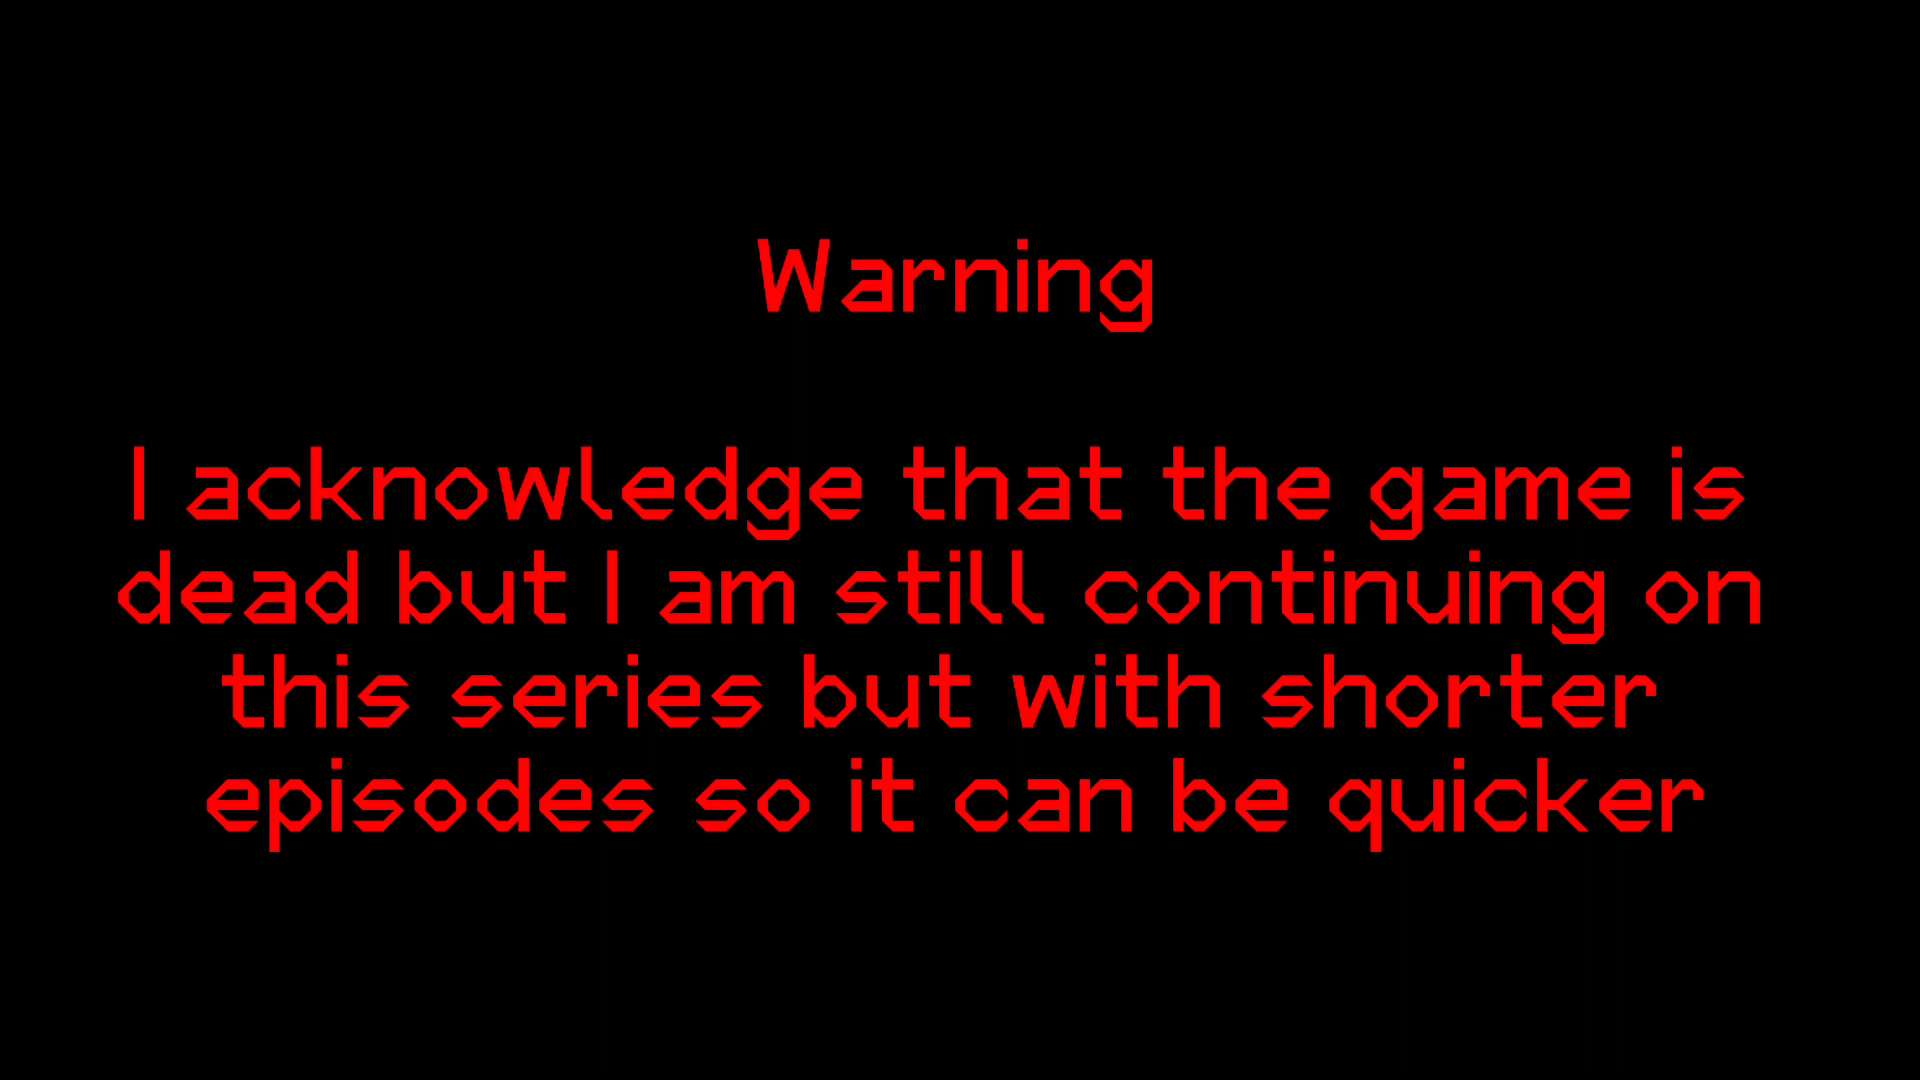 Warning
I acknowledge that the game is
dead but I am still continuing on
this series but with shorter
episodes so it can be quicker